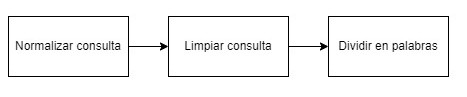 Normalizar consulta
Limpiar consulta
Dividir en palabras